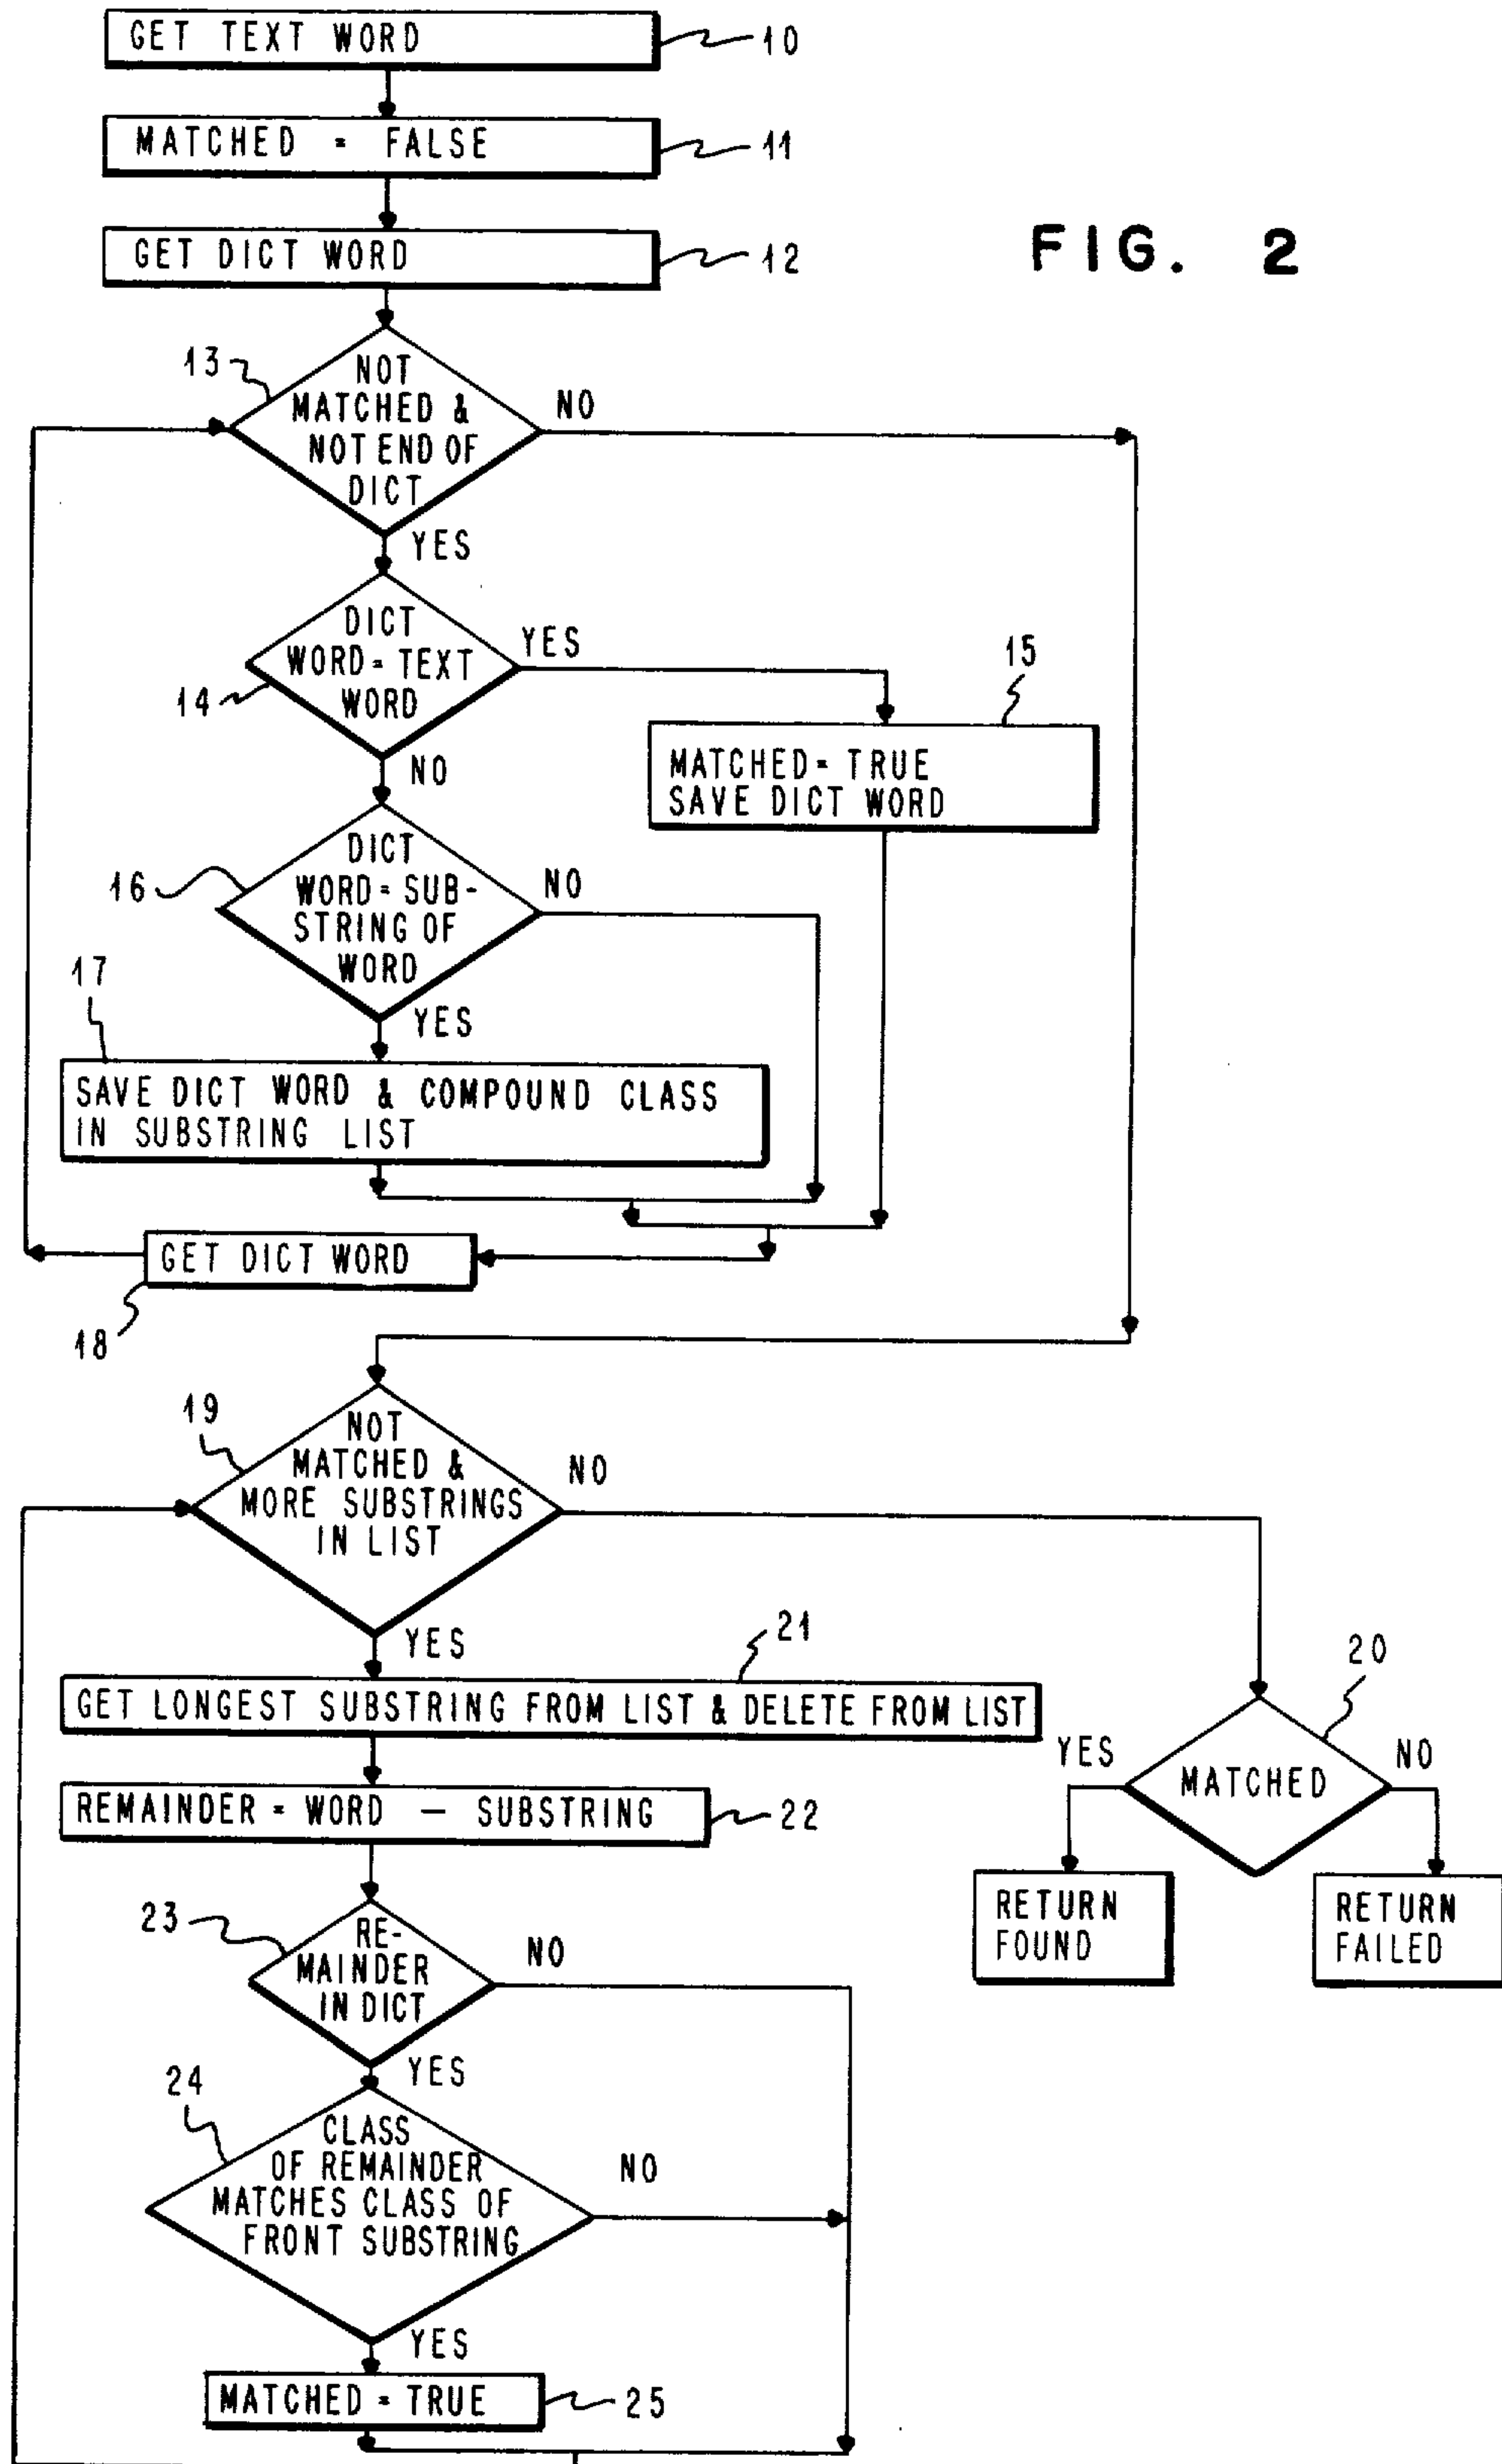 GET TEXT WORD
10
MATCHED = FALSE
11
GET DICT WORD
12
FIG. 2
13
NOT
MATCHED &
NOT END OF
DICT
NO
YES
DICT
WORD = TEXT
WORD
14
YES
NO
15
MATCHED = TRUE
SAVE DICT WORD
DICT
WORD = SUB-
STRING OF
WORD
16
NO
YES
17
SAVE DICT WORD & COMPOUND CLASS
IN SUBSTRING LIST
GET DICT WORD
18
19
NOT
MATCHED &
MORE SUBSTRINGS
IN LIST
NO
YES
21
GET LONGEST SUBSTRING FROM LIST & DELETE FROM LIST
20
YES
MATCHED
NO
REMAINDER = WORD — SUBSTRING
22
RETURN
FOUND
RETURN
FAILED
23
RE-
MAINDER
IN DICT
NO
YES
24
CLASS
OF REMAINDER
MATCHES CLASS OF
FRONT SUBSTRING
NO
YES
MATCHED = TRUE
25